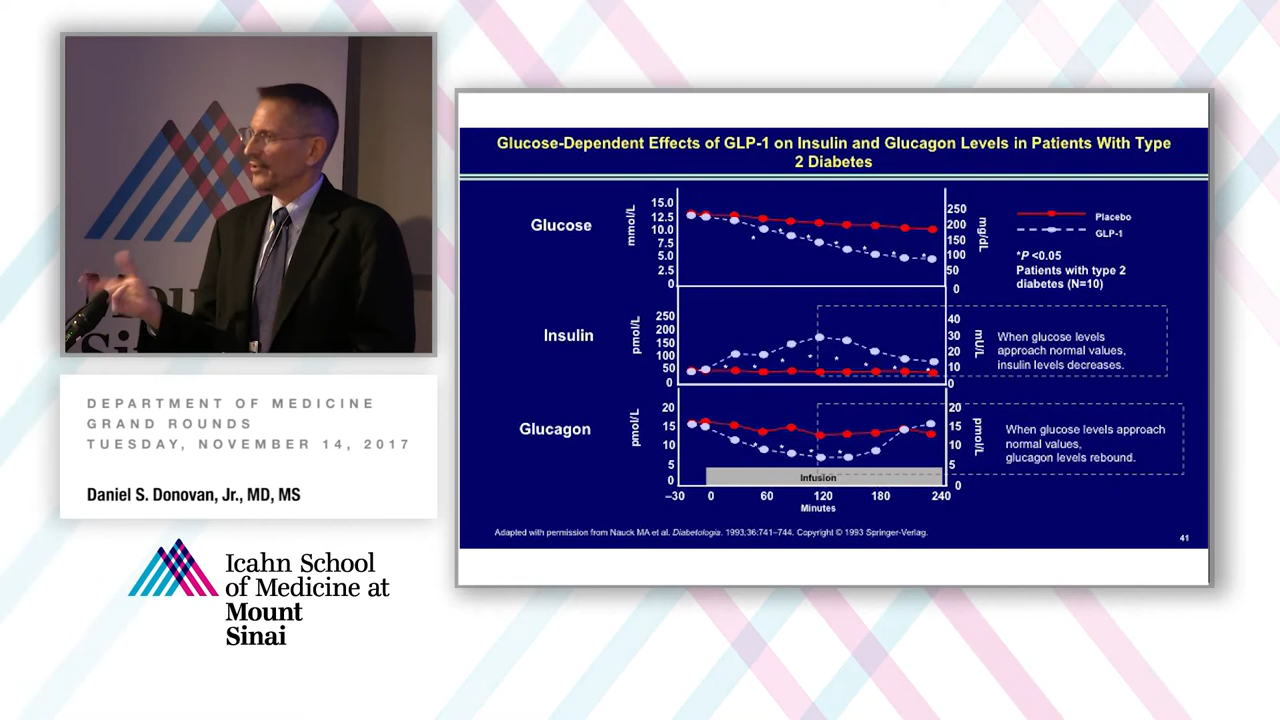 Mount
Sinai
DEPARTMENT OF MEDICINE
GRAND ROUNDS
TUESDAY, NOVEMBER 14, 2017
Daniel S. Donovan, Jr., MD, MS
Icahn School
of Medicine at
Mount
Sinai
Glucose-Dependent Effects of GLP-1 on Insulin and Glucagon Levels in Patients With Type
2 Diabetes
Glucose
mmol/L
15.0
12.5
10.0
7.5
5.0
2.5
0
250
200
150
100
50
0
mg/dL
Placebo
GLP-1
*P <0.05
Patients with type 2
diabetes (N=10)
Insulin
pmol/L
250
200
150
100
50
0
40
30
20
10
0
mU/L
When glucose levels
approach normal values,
insulin levels decreases.
Glucagon
pmol/L
20
15
10
5
0
20
15
10
5
0
pmol/L
When glucose levels approach
normal values,
glucagon levels rebound.
Infusion
–30 0 60 120 180 240
Minutes
Adapted with permission from Nauck MA et al. Diabetologia. 1993;36:741–744. Copyright © 1993 Springer-Verlag.
41